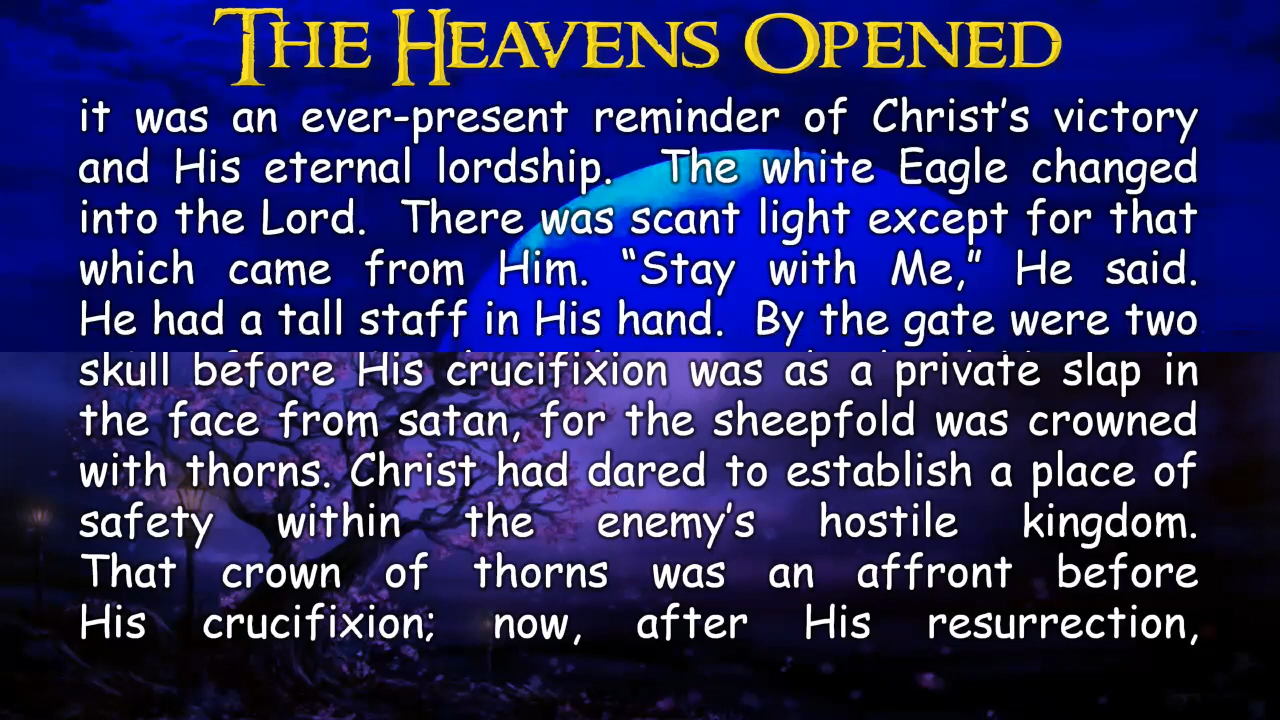 THE HEAVENS OPENED
it was an ever-present reminder of Christ’s victory
and His eternal lordship.  The white Eagle changed
into the Lord.  There was scant light except for that
which came from Him. “Stay with Me,” He said.
He had a tall staff in His hand.  By the gate were two
skull before His crucifixion was as a private slap in
the face from satan, for the sheepfold was crowned
with thorns. Christ had dared to establish a place of
safety within the enemy’s hostile kingdom.
That crown of thorns was an affront before
His crucifixion; now, after His resurrection,